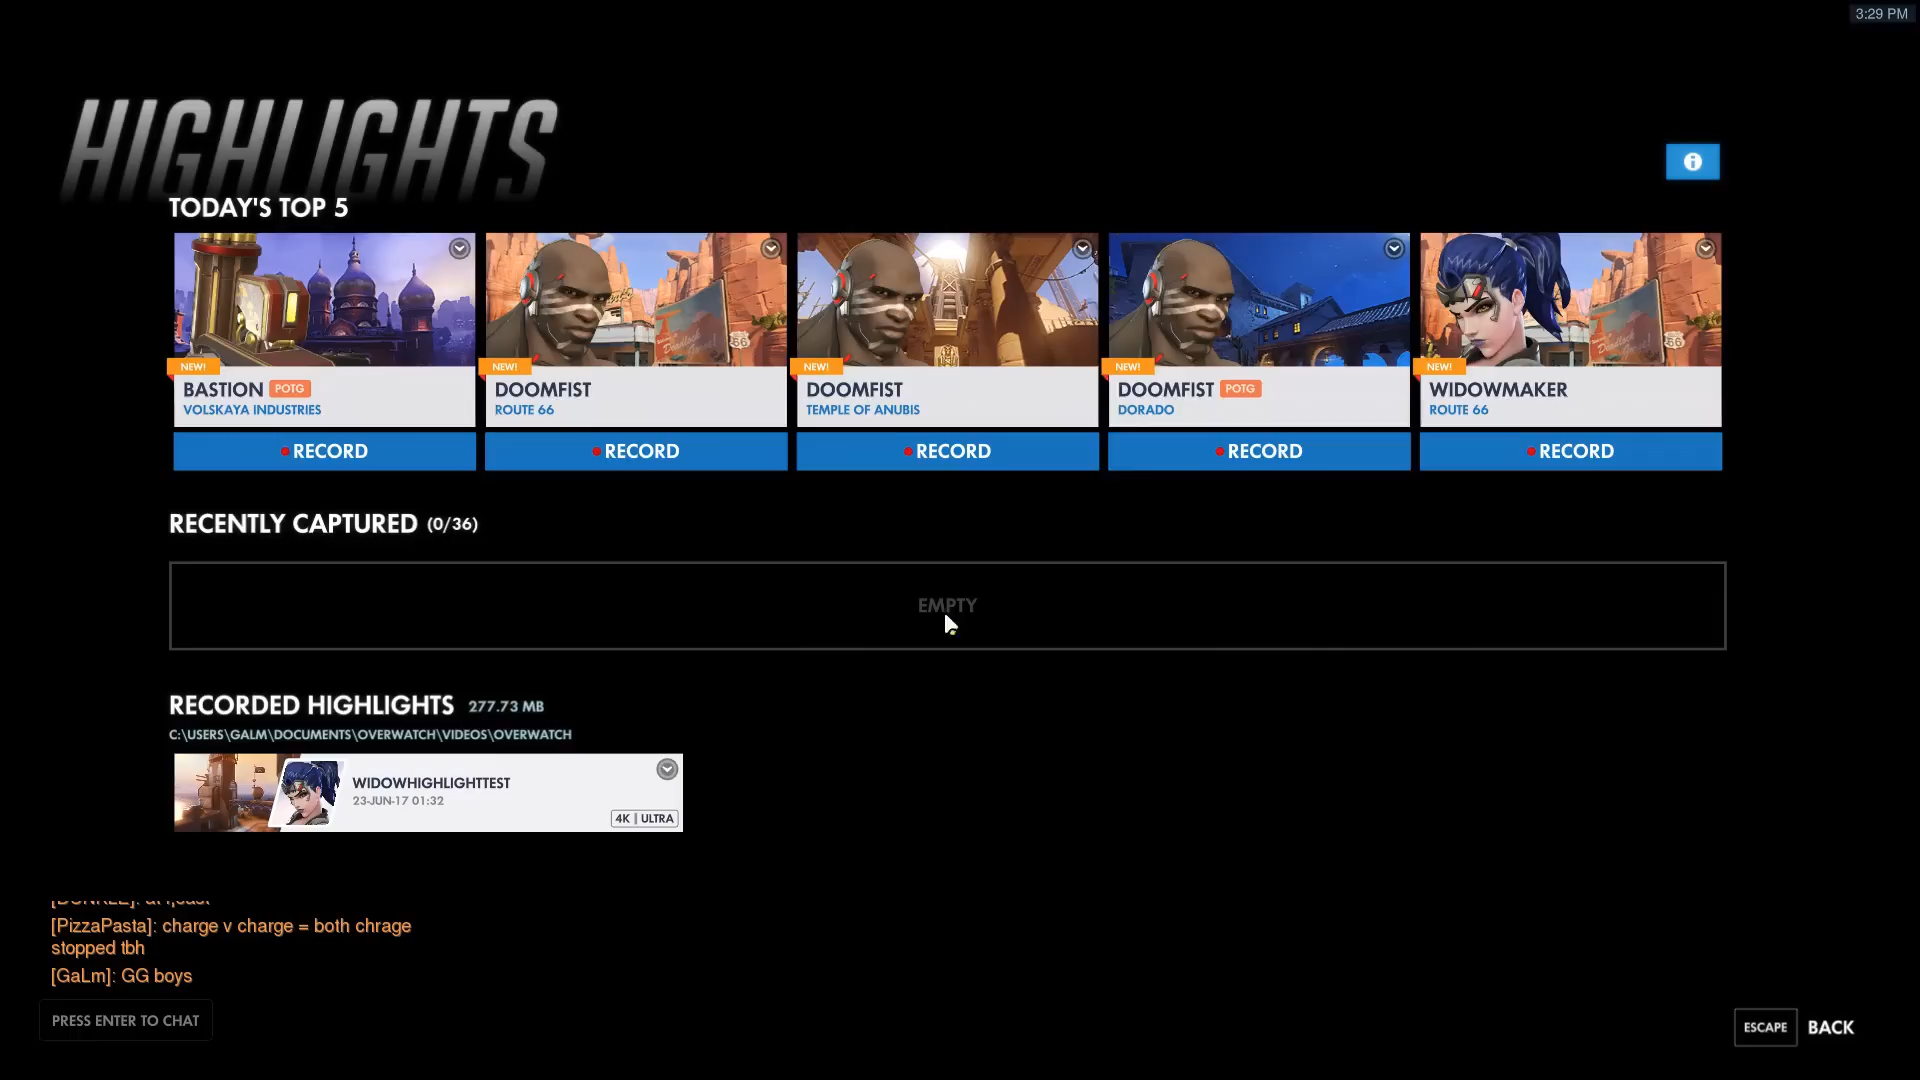 3:29 PM
HIGHLIGHTS
TODAY'S TOP 5
NEW!
BASTION POTG
VOLSKAYA INDUSTRIES
RECORD
NEW!
DOOMFIST
ROUTE 66
RECORD
NEW!
DOOMFIST
TEMPLE OF ANUBIS
RECORD
NEW!
DOOMFIST POTG
DORADO
RECORD
NEW!
WIDOWMAKER
ROUTE 66
RECORD
RECENTLY CAPTURED (0/36)
EMPTY
RECORDED HIGHLIGHTS 277.73 MB
C:\USERS\GALM\DOCUMENTS\OVERWATCH\VIDEOS\OVERWATCH
WIDOWHIGHLIGHTTEST
23-JUN-17 01:32
4K | ULTRA
[PizzaPasta]: charge v charge = both chrage
stopped tbh
[GaLm]: GG boys
PRESS ENTER TO CHAT
ESCAPE BACK